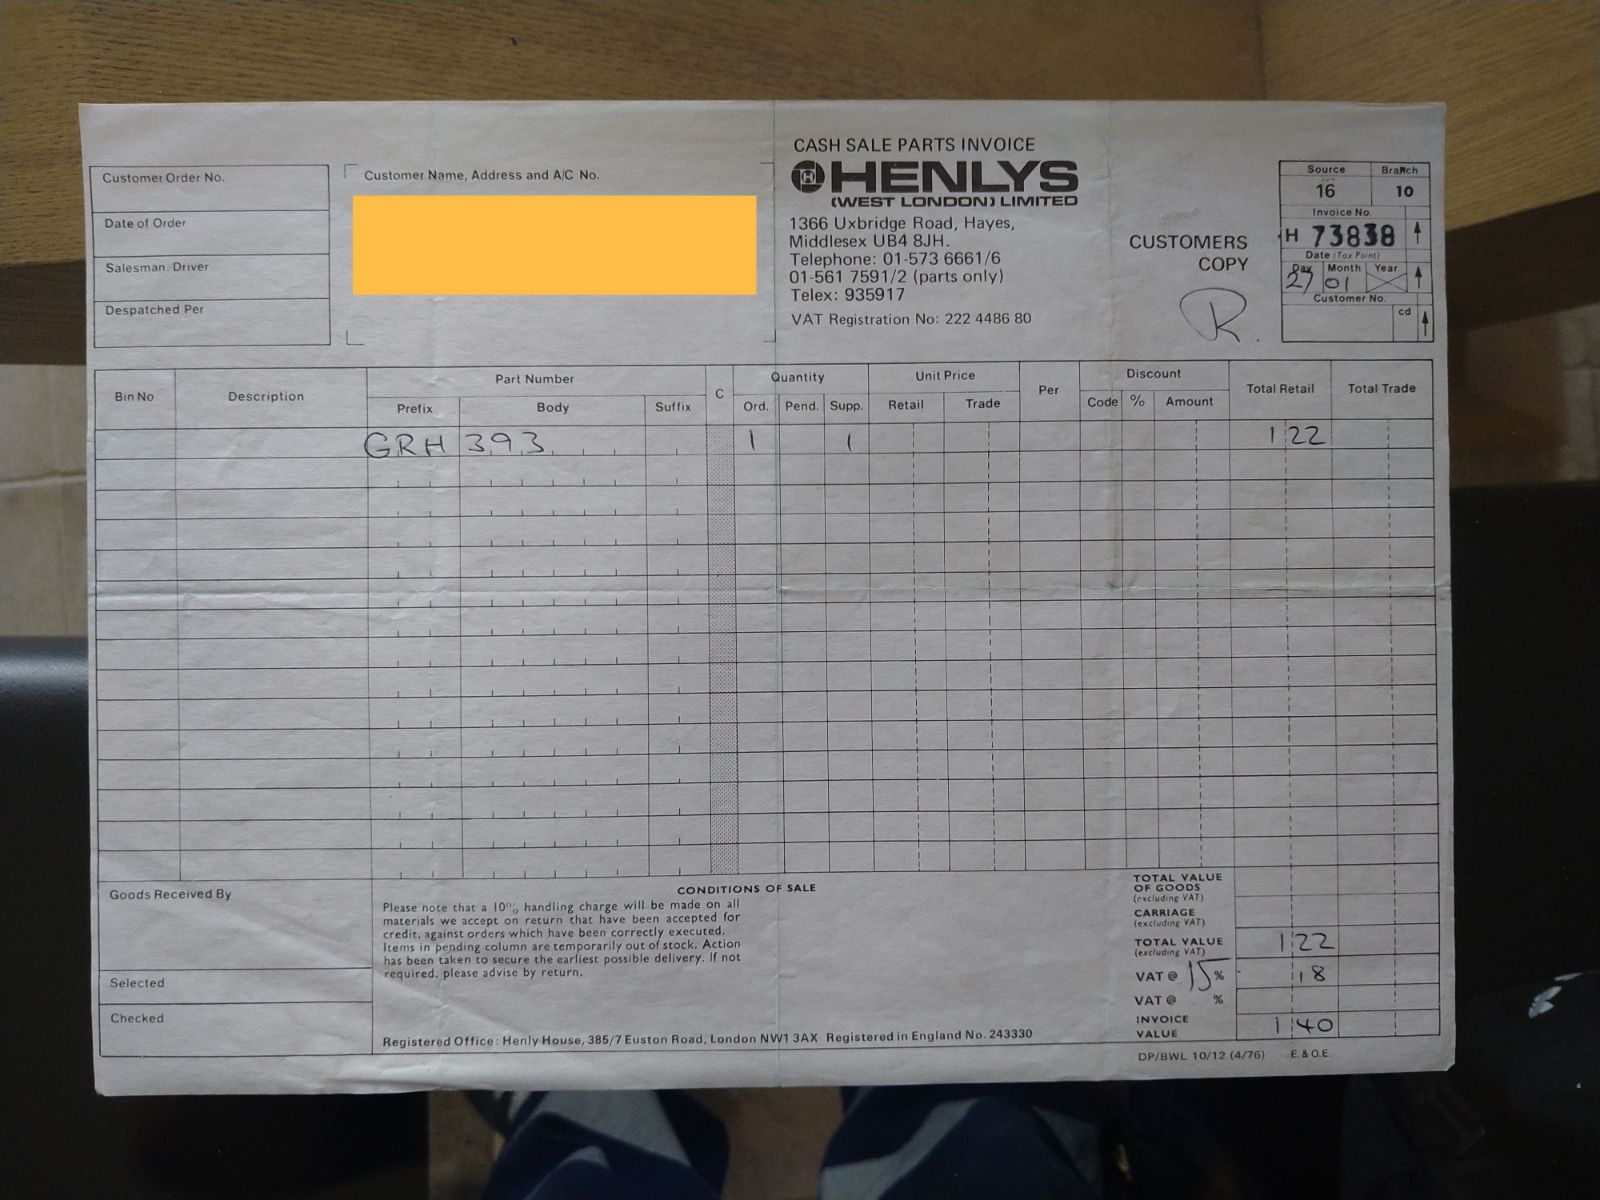 CASH SALE PARTS INVOICE
HENLYS
(WEST LONDON) LIMITED
1366 Uxbridge Road, Hayes,
Middlesex UB4 8JH.
Telephone: 01-573 6661/6
01-561 7591/2 (parts only)
Telex: 935917
VAT Registration No: 222 4486 80
Customer Order No.
Date of Order
Salesman Driver
Despatched Per
Customer Name, Address and A/C No.
CUSTOMERS
COPY
R
Source Branch
16 10
Invoice No.
H 73838
Date (Tax Point)
Day Month Year
27 01
Customer No.
cd
Bin No Description Part Number C Quantity Unit Price Per Discount Total Retail Total Trade
Prefix Body Suffix Ord. Pend. Supp. Retail Trade Code % Amount
GRH 393 1 1 1 22
Goods Received By
Selected
Checked
CONDITIONS OF SALE
Please note that a 10% handling charge will be made on all
materials we accept on return that have been accepted for
credit, against orders which have been correctly executed.
Items in pending column are temporarily out of stock. Action
has been taken to secure the earliest possible delivery. If not
required, please advise by return.
Registered Office: Henly House, 385/7 Euston Road, London NW1 3AX Registered in England No. 243330
TOTAL VALUE
OF GOODS
(excluding VAT)
CARRIAGE
(excluding VAT)
TOTAL VALUE 1 22
(excluding VAT)
VAT @ 15 % 18
VAT @ %
INVOICE
VALUE 1 40
DP/BWL 10/12 (4/76) E. & O.E.